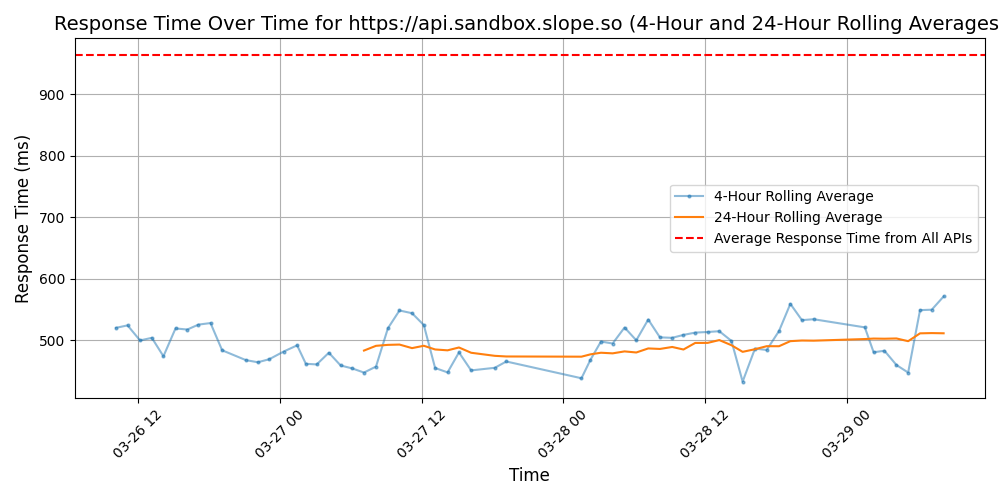 Response Time Over Time for https://api.sandbox.slope.so (4-Hour and 24-Hour Rolling Averages
900
800
700
600
500
Response Time (ms)
4-Hour Rolling Average
24-Hour Rolling Average
Average Response Time from All APIs
03-26 12
03-27 00
03-27 12
03-28 00
03-28 12
03-29 00
Time